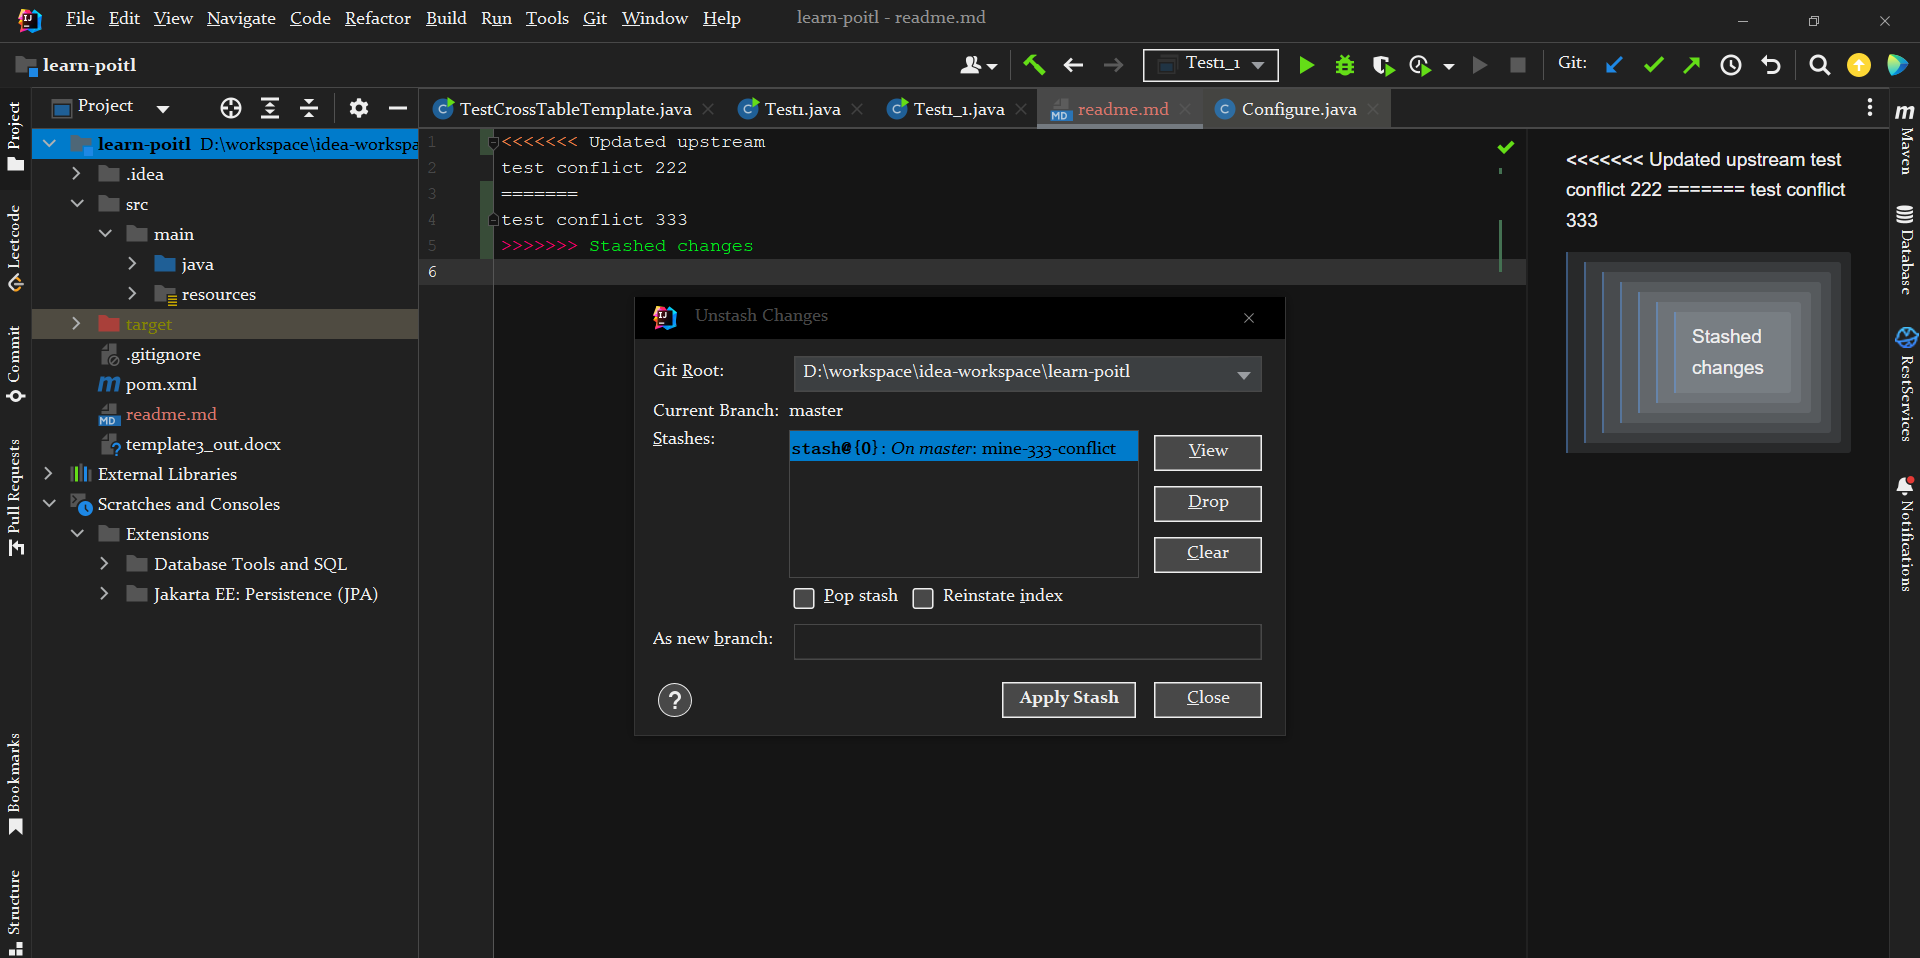 File Edit View Navigate Code Refactor Build Run Tools Git Window Help learn-poitl - readme.md
learn-poitl
Test1_1
Git:
Project
TestCrossTableTemplate.java
Test1.java
Test1_1.java
MD readme.md
C Configure.java
Project
Leetcode
Commit
Pull Requests
Bookmarks
Structure
learn-poitl D:\workspace\idea-workspa
.idea
src
main
java
resources
target
.gitignore
m pom.xml
MD readme.md
template3_out.docx
External Libraries
Scratches and Consoles
Extensions
Database Tools and SQL
Jakarta EE: Persistence (JPA)
1 <<<<<<< Updated upstream
2 test conflict 222
3 =======
4 test conflict 333
5 >>>>>>> Stashed changes
6
Unstash Changes
Git Root: D:\workspace\idea-workspace\learn-poitl
Current Branch: master
Stashes:
stash@{0}: On master: mine-333-conflict
View
Drop
Clear
Pop stash Reinstate index
As new branch:
? Apply Stash Close
<<<<<<< Updated upstream test
conflict 222 ======= test conflict
333
Stashed
changes
m Maven
Database
RestServices
Notifications